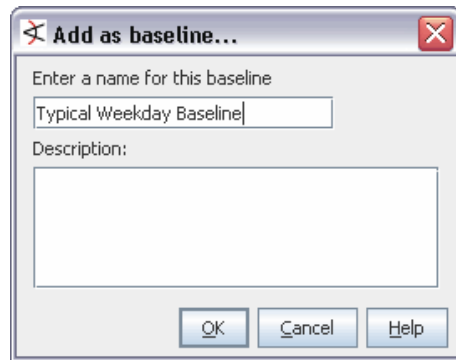 Add as baseline...
Enter a name for this baseline
Typical Weekday Baseline
Description:
OK Cancel Help